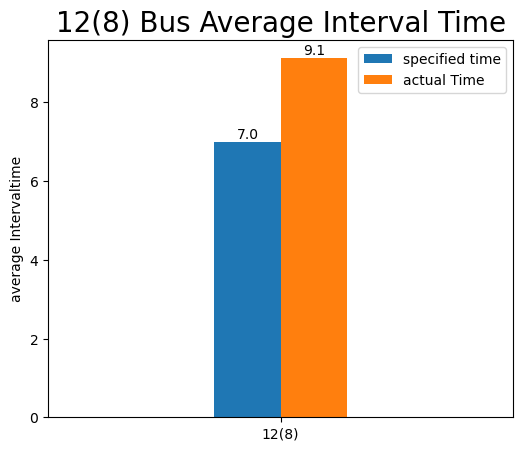 12(8) Bus Average Interval Time
9.1
specified time
actual Time
7.0
8
6
4
2
0
average Intervaltime
12(8)